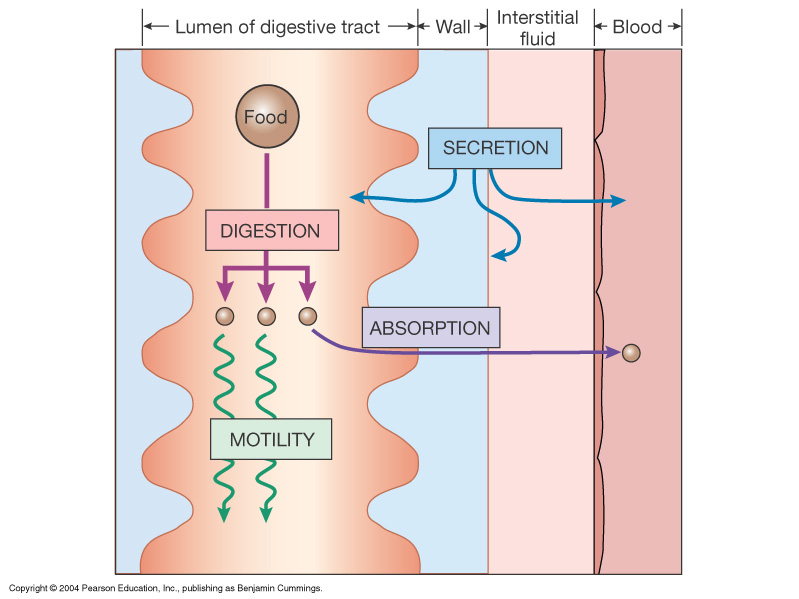 Lumen of digestive tract
Wall
Interstitial
fluid
Blood
Food
SECRETION
DIGESTION
ABSORPTION
MOTILITY
Copyright © 2004 Pearson Education, Inc., publishing as Benjamin Cummings.